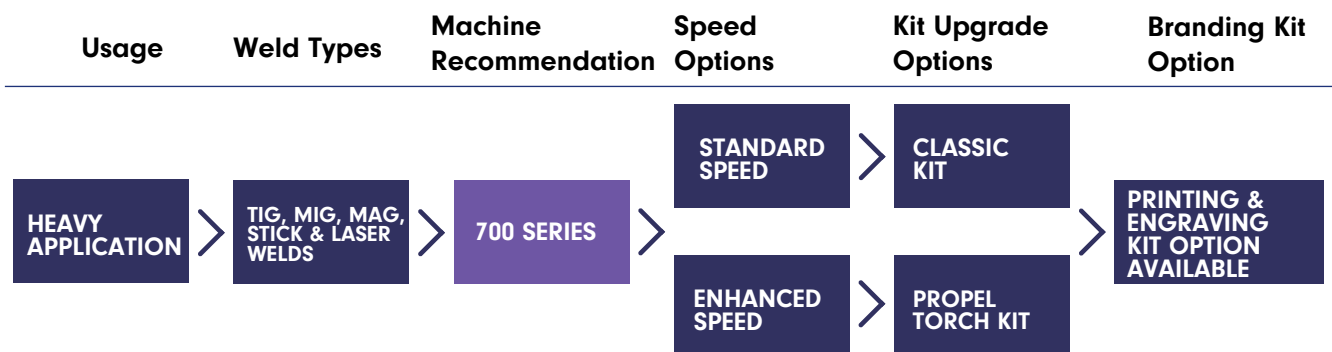 Usage
Weld Types
Machine
Recommendation
Speed
Options
Kit Upgrade
Options
Branding Kit
Option
HEAVY
APPLICATION
TIG, MIG, MAG,
STICK & LASER
WELDS
700 SERIES
STANDARD
SPEED
CLASSIC
KIT
ENHANCED
SPEED
PROPEL
TORCH KIT
PRINTING &
ENGRAVING
KIT OPTION
AVAILABLE